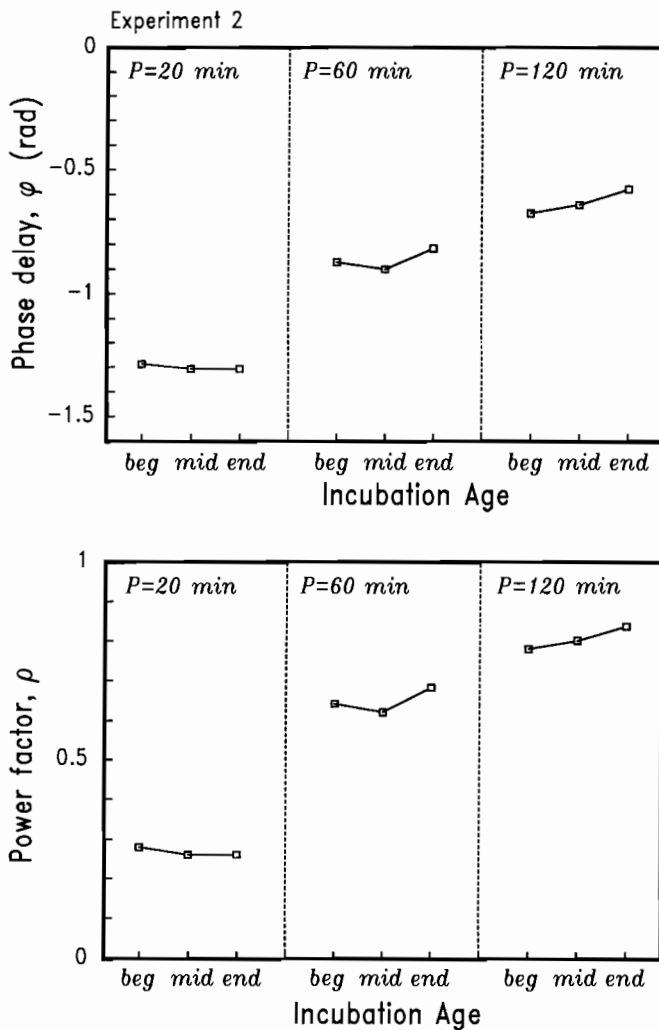 Experiment 2
0
P=20 min P=60 min P=120 min
-0.5
-1
-1.5
Phase delay, φ (rad)
beg mid end beg mid end beg mid end
Incubation Age
1
P=20 min P=60 min P=120 min
0.5
0
Power factor, ρ
beg mid end beg mid end beg mid end
Incubation Age